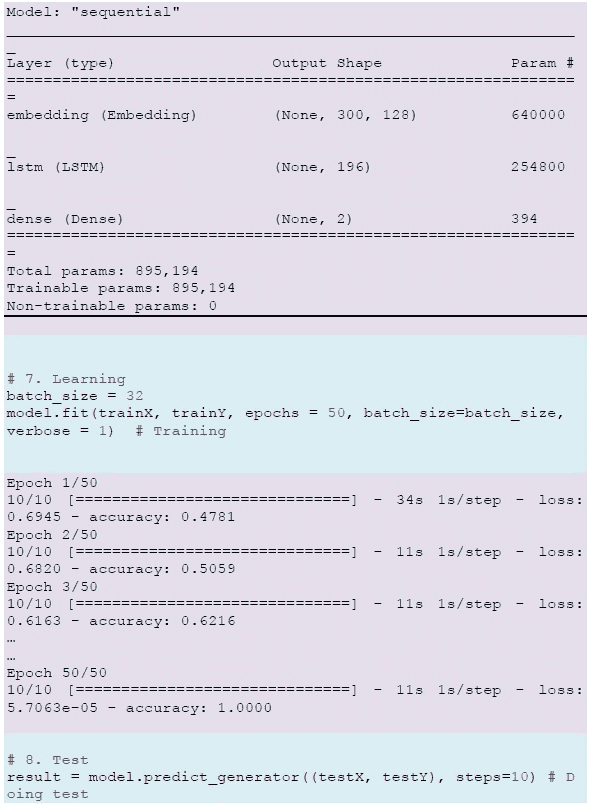 Model: "sequential"
_________________________________________________________________
_
Layer (type)                 Output Shape              Param #
=================================================================
=
embedding (Embedding)        (None, 300, 128)          640000
_
lstm (LSTM)                  (None, 196)               254800
_
dense (Dense)                (None, 2)                 394
=================================================================
=
Total params: 895,194
Trainable params: 895,194
Non-trainable params: 0
# 7. Learning
batch_size = 32
model.fit(trainX, trainY, epochs = 50, batch_size=batch_size,
verbose = 1)  # Training
Epoch 1/50
10/10 [==============================] - 34s 1s/step - loss:
0.6945 - accuracy: 0.4781
Epoch 2/50
10/10 [==============================] - 11s 1s/step - loss:
0.6820 - accuracy: 0.5059
Epoch 3/50
10/10 [==============================] - 11s 1s/step - loss:
0.6163 - accuracy: 0.6216
…
…
Epoch 50/50
10/10 [==============================] - 11s 1s/step - loss:
5.7063e-05 - accuracy: 1.0000
# 8. Test
result = model.predict_generator((testX, testY), steps=10) # D
oing test